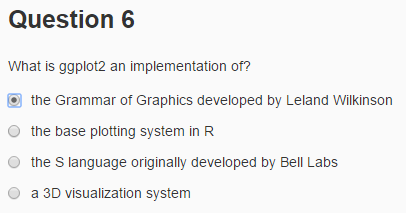 Question 6
What is ggplot2 an implementation of?
the Grammar of Graphics developed by Leland Wilkinson
the base plotting system in R
the S language originally developed by Bell Labs
a 3D visualization system